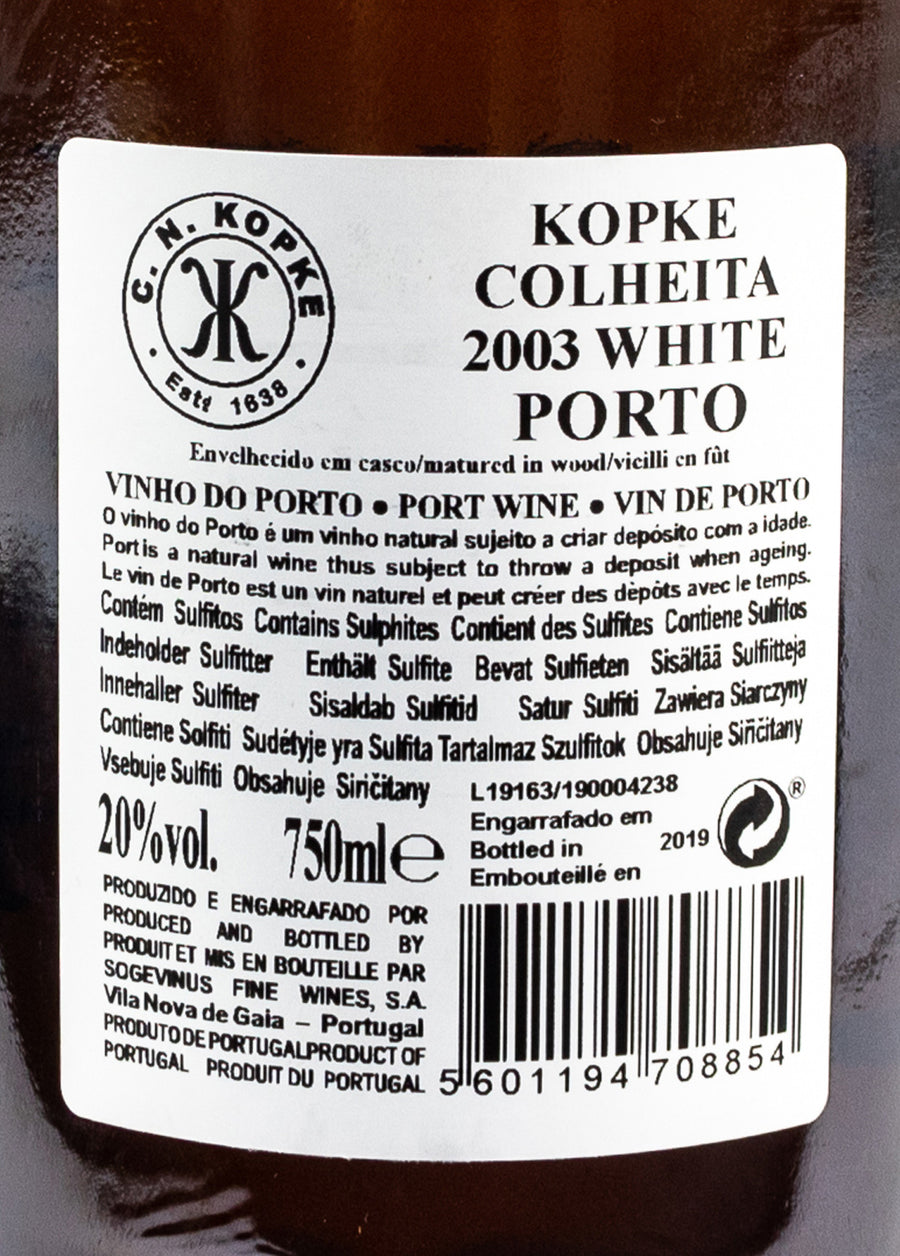 C. N. KOPKE
Estd 1638
KOPKE
COLHEITA
2003 WHITE
PORTO
Envelhecido em casco/matured in wood/vieilli en fût
VINHO DO PORTO • PORT WINE • VIN DE PORTO
O vinho do Porto é um vinho natural sujeito a criar depósito com a idade.
Port is a natural wine thus subject to throw a deposit when ageing.
Le vin de Porto est un vin naturel et peut créer des dèpôts avec le temps.
Contém Sulfitos Contains Sulphites Contient des Sulfites Contiene Sulfitos
Indeholder Sulfitter Enthält Sulfite Bevat Sulfieten Sisältää Sulfiitteja
Innehaller Sulfiter Sisaldab Sulfitid Satur Sulfiti Zawiera Siarczyny
Contiene Solfiti Sudétyje yra Sulfita Tartalmaz Szulfitok Obsahuje Siřičitany
Vsebuje Sulfiti Obsahuje Siričitany
20%vol. 750ml e
L19163/190004238
Engarrafado em
Bottled in 2019
Embouteillé en
®
PRODUZIDO E ENGARRAFADO POR
PRODUCED AND BOTTLED BY
PRODUIT ET MIS EN BOUTEILLE PAR
SOGEVINUS FINE WINES, S.A.
Vila Nova de Gaia – Portugal
PRODUTO DE PORTUGAL PRODUCT OF
PORTUGAL PRODUIT DU PORTUGAL
5 601194 708854